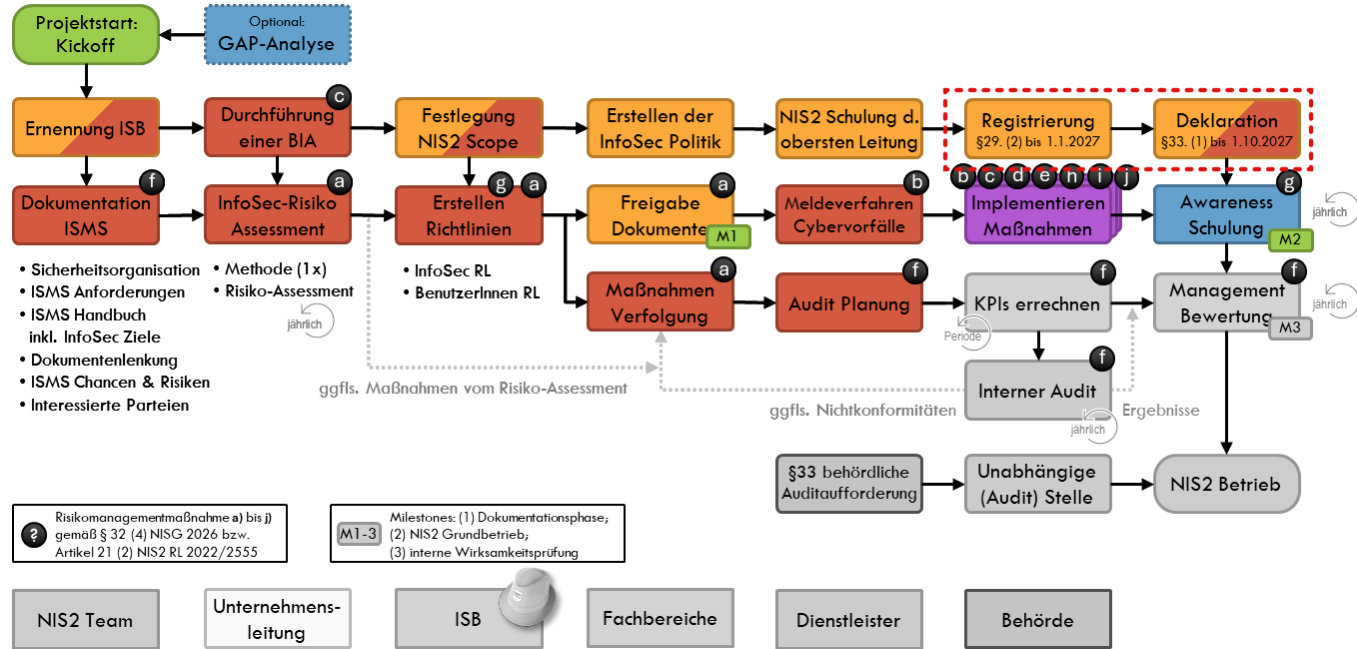 Projektstart:
Kickoff
Optional:
GAP-Analyse
Ernennung ISB
c
Durchführung
einer BIA
Festlegung
NIS2 Scope
Erstellen der
InfoSec Politik
NIS2 Schulung d.
obersten Leitung
Registrierung
§29. (2) bis 1.1.2027
Deklaration
§33. (1) bis 1.10.2027
f
Dokumentation
ISMS
a
InfoSec-Risiko
Assessment
g a
Erstellen
Richtlinien
a
Freigabe
Dokumente
M1
b
Meldeverfahren
Cybervorfälle
b c d e h i j
Implementieren
Maßnahmen
g
Awareness
Schulung
M2
jährlich
• Sicherheitsorganisation
• ISMS Anforderungen
• ISMS Handbuch
inkl. InfoSec Ziele
• Dokumentenlenkung
• ISMS Chancen & Risiken
• Interessierte Parteien
• Methode (1x)
• Risiko-Assessment
jährlich
• InfoSec RL
• BenutzerInnen RL
a
Maßnahmen
Verfolgung
f
Audit Planung
f
KPIs errechnen
Periode
f
Management
Bewertung
M3
jährlich
ggfls. Maßnahmen vom Risiko-Assessment
f
Interner Audit
jährlich
ggfls. Nichtkonformitäten
Ergebnisse
§33 behördliche
Auditaufforderung
Unabhängige
(Audit) Stelle
NIS2 Betrieb
?
Risikomanagementmaßnahme a) bis j)
gemäß § 32 (4) NISG 2026 bzw.
Artikel 21 (2) NIS2 RL 2022/2555
M1-3
Milestones: (1) Dokumentationsphase;
(2) NIS2 Grundbetrieb;
(3) interne Wirksamkeitsprüfung
NIS2 Team
Unternehmens-
leitung
ISB
Fachbereiche
Dienstleister
Behörde